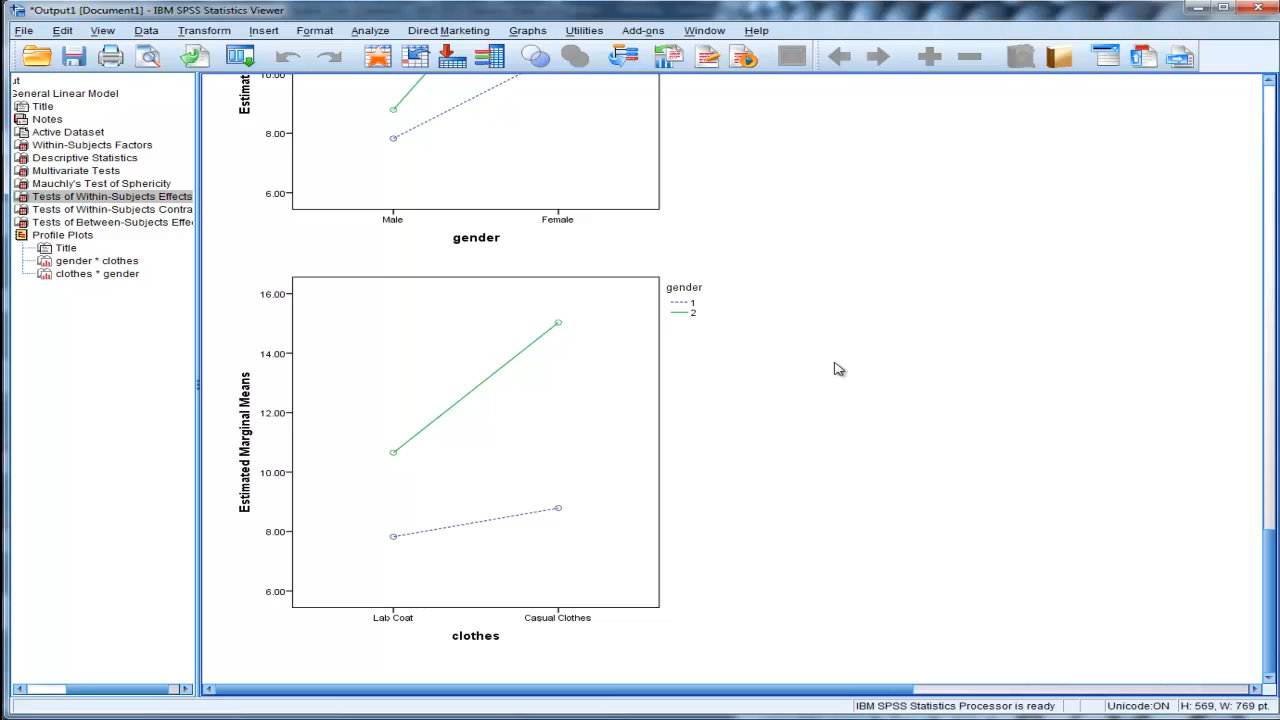 *Output1 [Document1] - IBM SPSS Statistics Viewer
File Edit View Data Transform Insert Format Analyze Direct Marketing Graphs Utilities Add-ons Window Help
ut
General Linear Model
Title
Notes
Active Dataset
Within-Subjects Factors
Descriptive Statistics
Multivariate Tests
Mauchly's Test of Sphericity
Tests of Within-Subjects Effects
Tests of Within-Subjects Contra
Tests of Between-Subjects Effec
Profile Plots
Title
gender * clothes
clothes * gender
Estimat
10.00
8.00
6.00
Male Female
gender
Estimated Marginal Means
16.00
14.00
12.00
10.00
8.00
6.00
Lab Coat Casual Clothes
clothes
gender
1
2
IBM SPSS Statistics Processor is ready Unicode:ON H: 569, W: 769 pt.